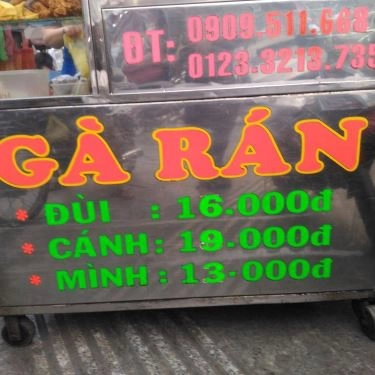 ĐT: 0909.511.668
0123.3213.735
GÀ RÁN
* ĐÙI : 16.000đ
* CÁNH : 19.000đ
* MÌNH : 13.000đ